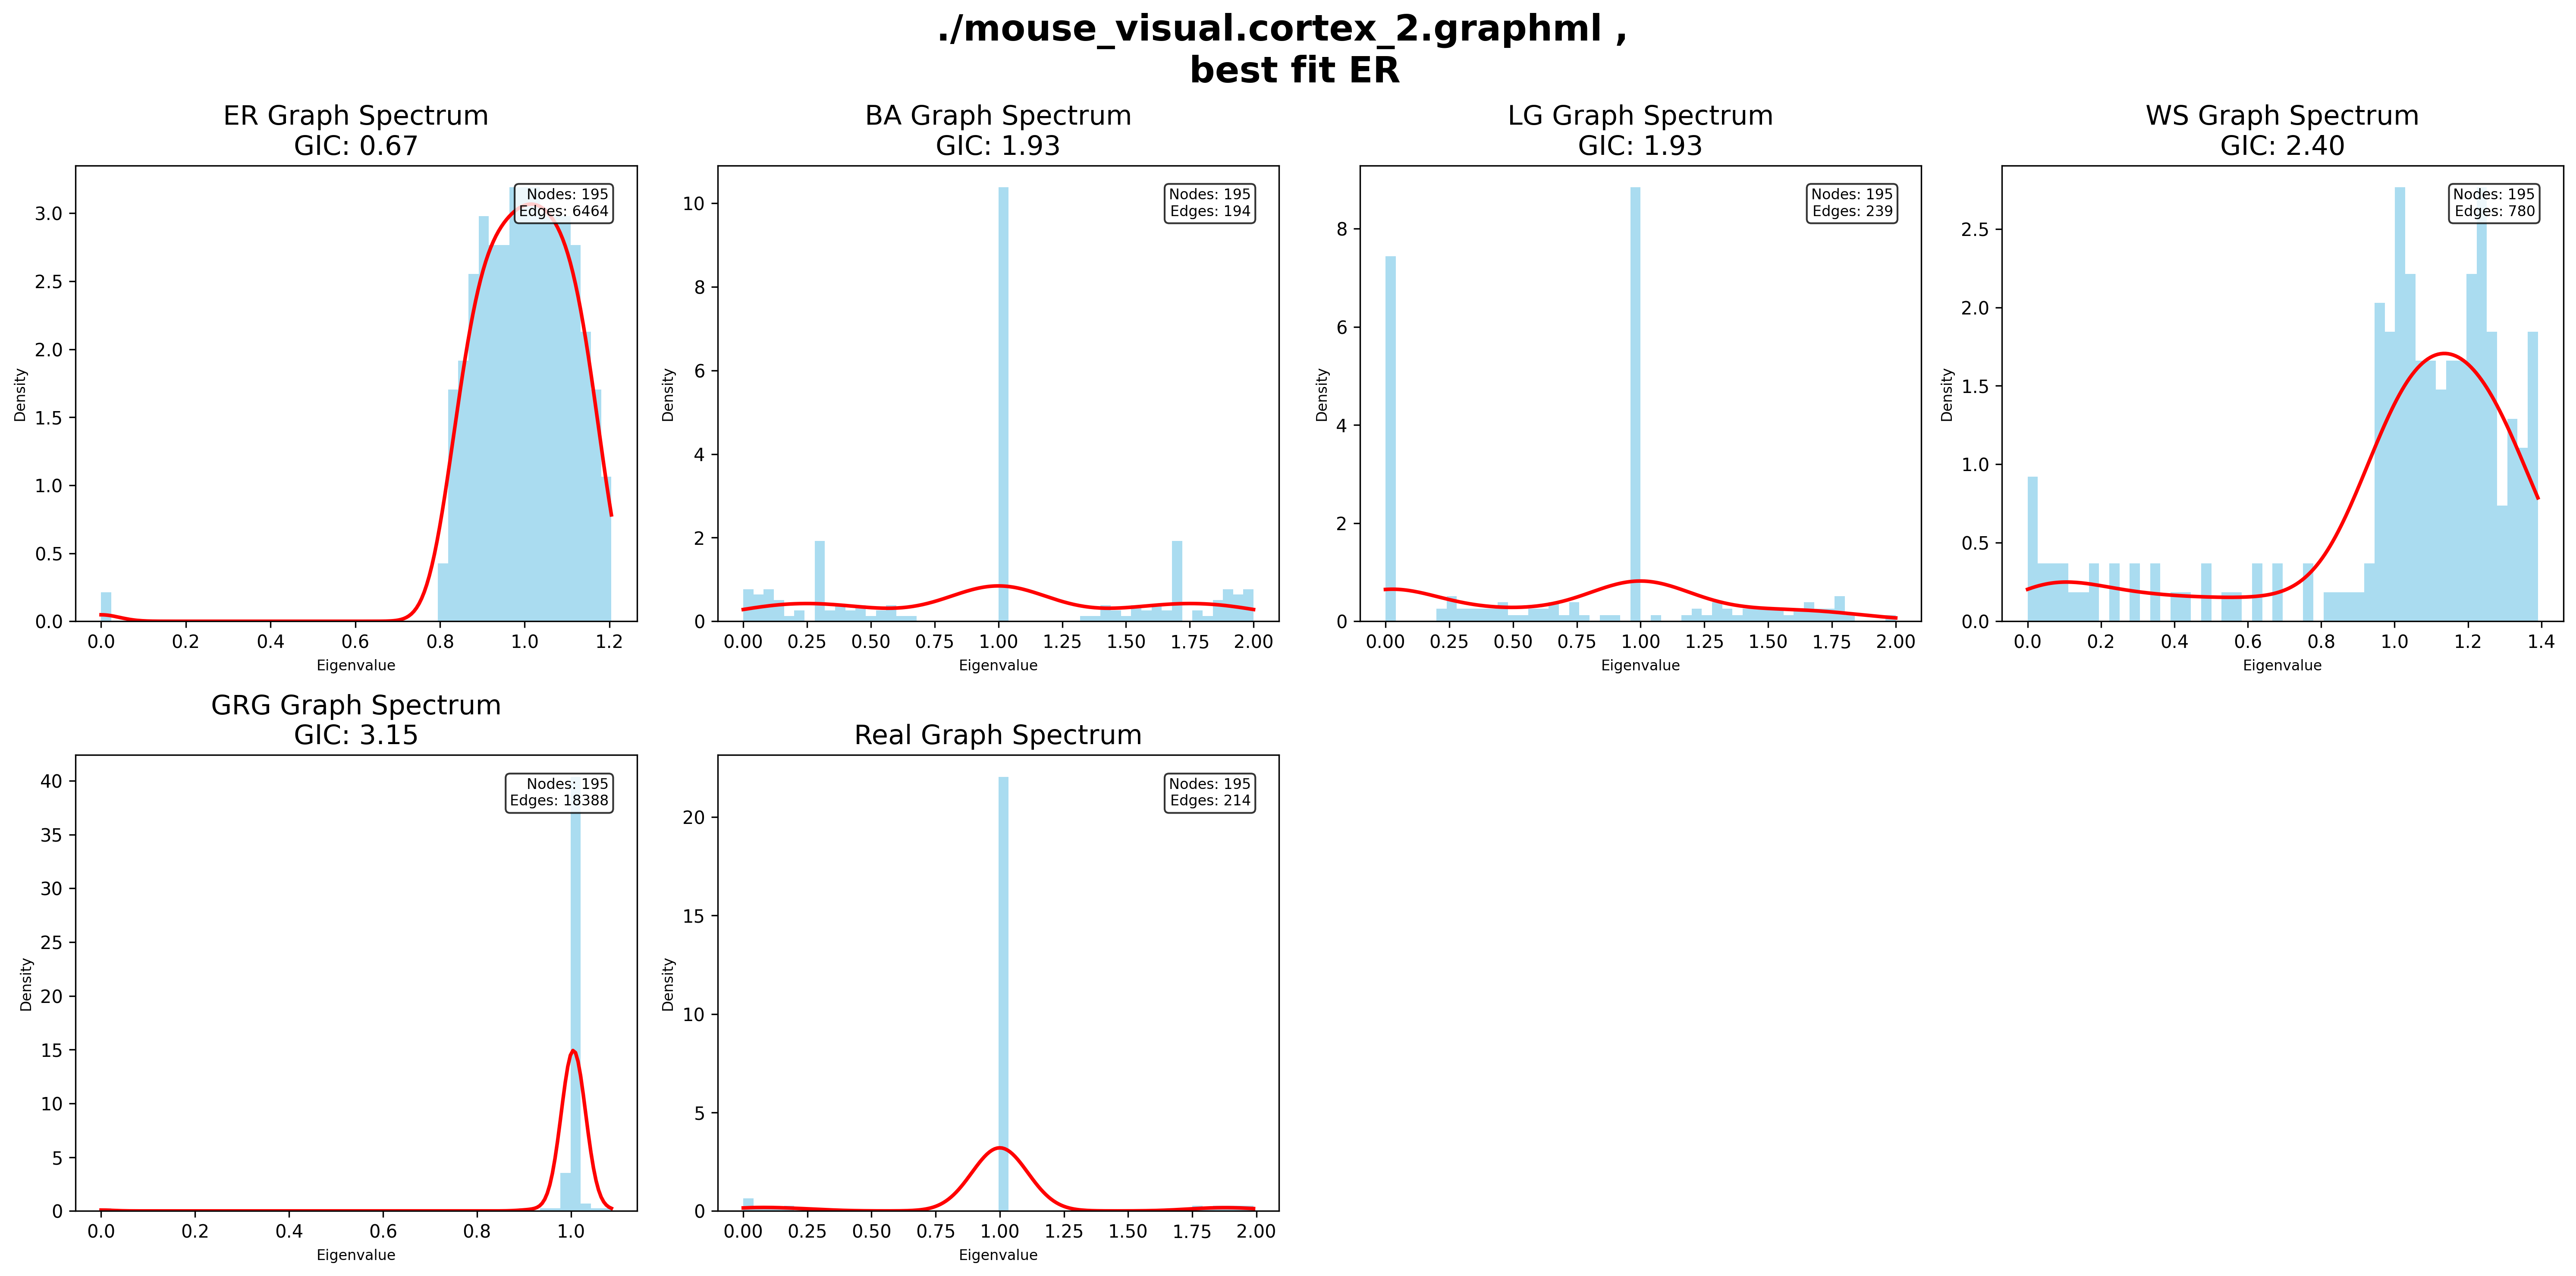 ./mouse_visual.cortex_2.graphml ,
best fit ER
ER Graph Spectrum
GIC: 0.67
Nodes: 195
Edges: 6464
Density
3.0
2.5
2.0
1.5
1.0
0.5
0.0
0.0 0.2 0.4 0.6 0.8 1.0 1.2
Eigenvalue
BA Graph Spectrum
GIC: 1.93
Nodes: 195
Edges: 194
Density
10
8
6
4
2
0
0.00 0.25 0.50 0.75 1.00 1.25 1.50 1.75 2.00
Eigenvalue
LG Graph Spectrum
GIC: 1.93
Nodes: 195
Edges: 239
Density
8
6
4
2
0
0.00 0.25 0.50 0.75 1.00 1.25 1.50 1.75 2.00
Eigenvalue
WS Graph Spectrum
GIC: 2.40
Nodes: 195
Edges: 780
Density
2.5
2.0
1.5
1.0
0.5
0.0
0.0 0.2 0.4 0.6 0.8 1.0 1.2 1.4
Eigenvalue
GRG Graph Spectrum
GIC: 3.15
Nodes: 195
Edges: 18388
Density
40
35
30
25
20
15
10
5
0
0.0 0.2 0.4 0.6 0.8 1.0
Eigenvalue
Real Graph Spectrum
Nodes: 195
Edges: 214
Density
20
15
10
5
0
0.00 0.25 0.50 0.75 1.00 1.25 1.50 1.75 2.00
Eigenvalue